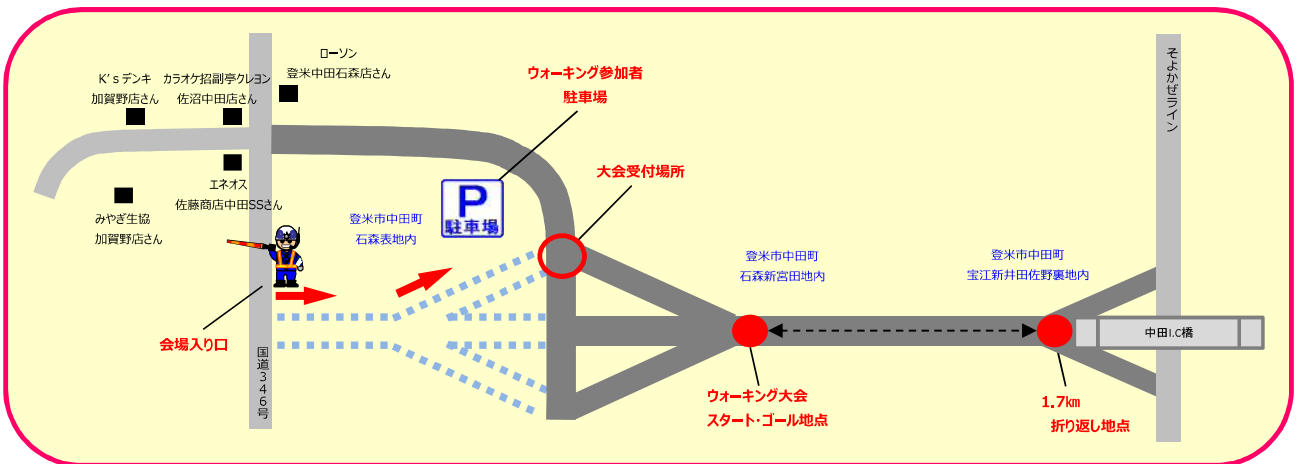 ローソン
登米中田石森店さん
K'sデンキ
加賀野店さん
カラオケ招副亭クレヨン
佐沼中田店さん
ウォーキング参加者
駐車場
そよかぜライン
エネオス
佐藤商店中田SSさん
みやぎ生協
加賀野店さん
P
駐車場
大会受付場所
登米市中田町
石森表地内
登米市中田町
石森新宮田地内
登米市中田町
宝江新井田佐野裏地内
会場入り口
国道346号
中田I.C橋
ウォーキング大会
スタート・ゴール地点
1.7km
折り返し地点